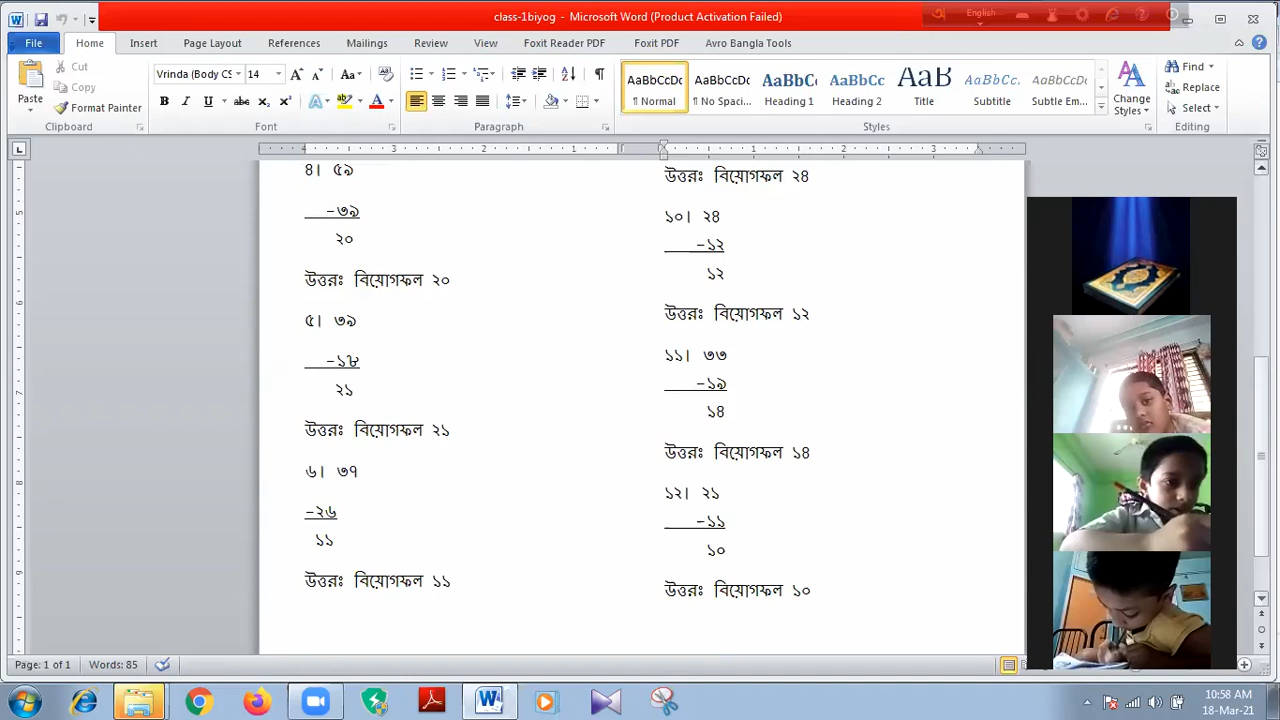 class-1biyog - Microsoft Word (Product Activation Failed)
English
File Home Insert Page Layout References Mailings Review View Foxit Reader PDF Foxit PDF Avro Bangla Tools
Paste
Cut
Copy
Format Painter
Clipboard
Vrinda (Body CS 14
Font
Paragraph
AaBbCcDc
¶ Normal
AaBbCcDc
¶ No Spaci...
AaBbC
Heading 1
AaBbCc
Heading 2
AaB
Title
AaBbCc.
Subtitle
AaBbCcDc
Subtle Em...
Change
Styles
Styles
Find
Replace
Select
Editing
৪। ৫৯
-৩৯
২০
উত্তরঃ বিয়োগফল ২০
৫। ৩৯
-১৮
২১
উত্তরঃ বিয়োগফল ২১
৬। ৩৭
-২৬
১১
উত্তরঃ বিয়োগফল ১১
উত্তরঃ বিয়োগফল ২৪
১০। ২৪
-১২
১২
উত্তরঃ বিয়োগফল ১২
১১। ৩৩
-১৯
১৪
উত্তরঃ বিয়োগফল ১৪
১২। ২১
-১১
১০
উত্তরঃ বিয়োগফল ১০
Page: 1 of 1 Words: 85
10:58 AM
18-Mar-21